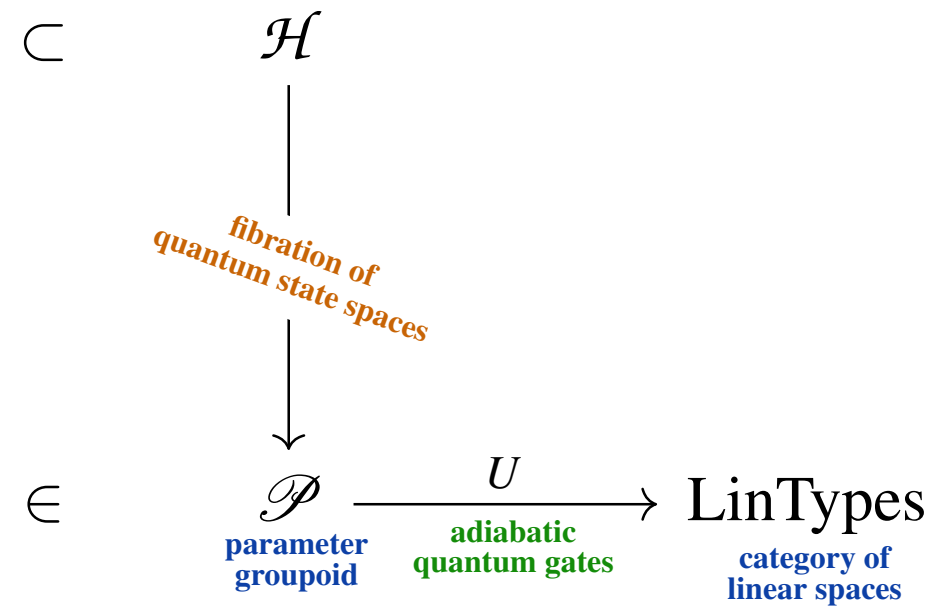 ⊂ ℋ
fibration of
quantum state spaces
U
∈ 𝒫 LinTypes
parameter
groupoid
adiabatic
quantum gates
category of
linear spaces